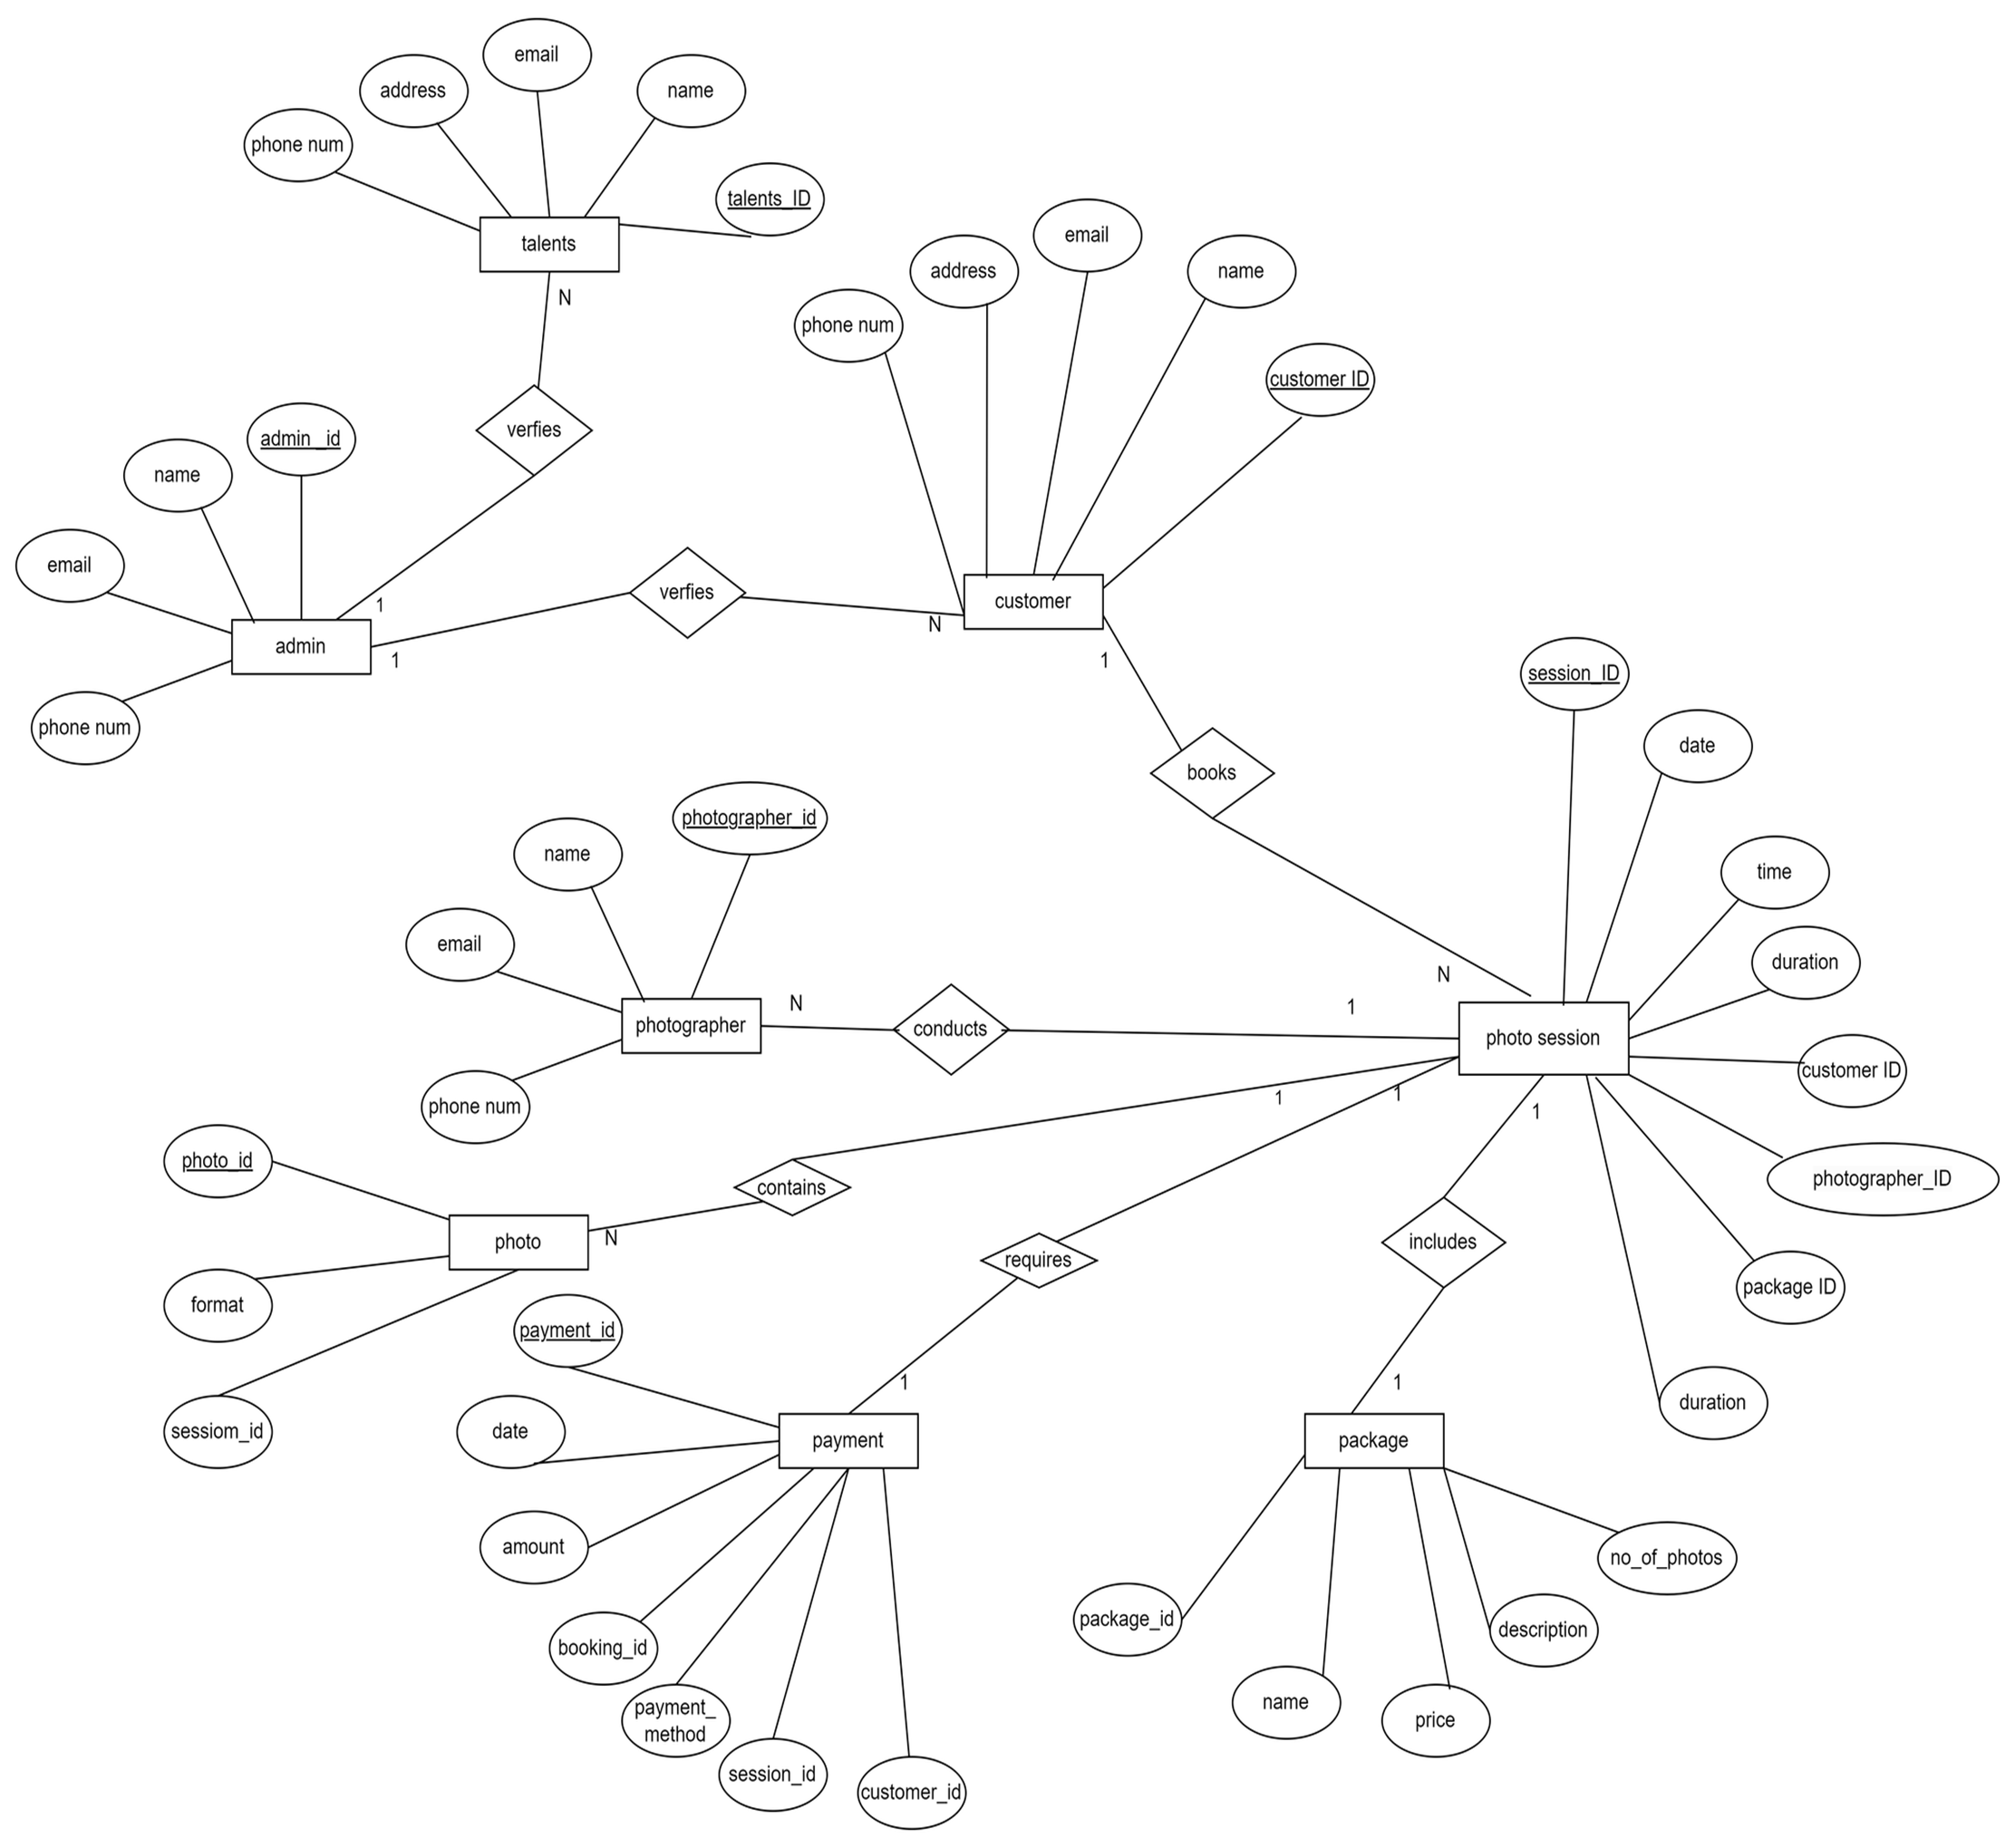 email
address
name
phone num
talents_ID
talents
N
email
address
name
phone num
customer ID
verfies
admin _id
name
email
verfies
customer
1
N
admin
1
1
phone num
session_ID
date
books
photographer_id
name
time
email
duration
N
N
1
photographer
conducts
photo session
customer ID
phone num
1
1
1
photo_id
contains
photographer_ID
photo
N
includes
requires
package ID
format
payment_id
1
1
duration
sessiom_id
date
payment
package
amount
no_of_photos
package_id
description
booking_id
name
payment_
method
price
session_id
customer_id